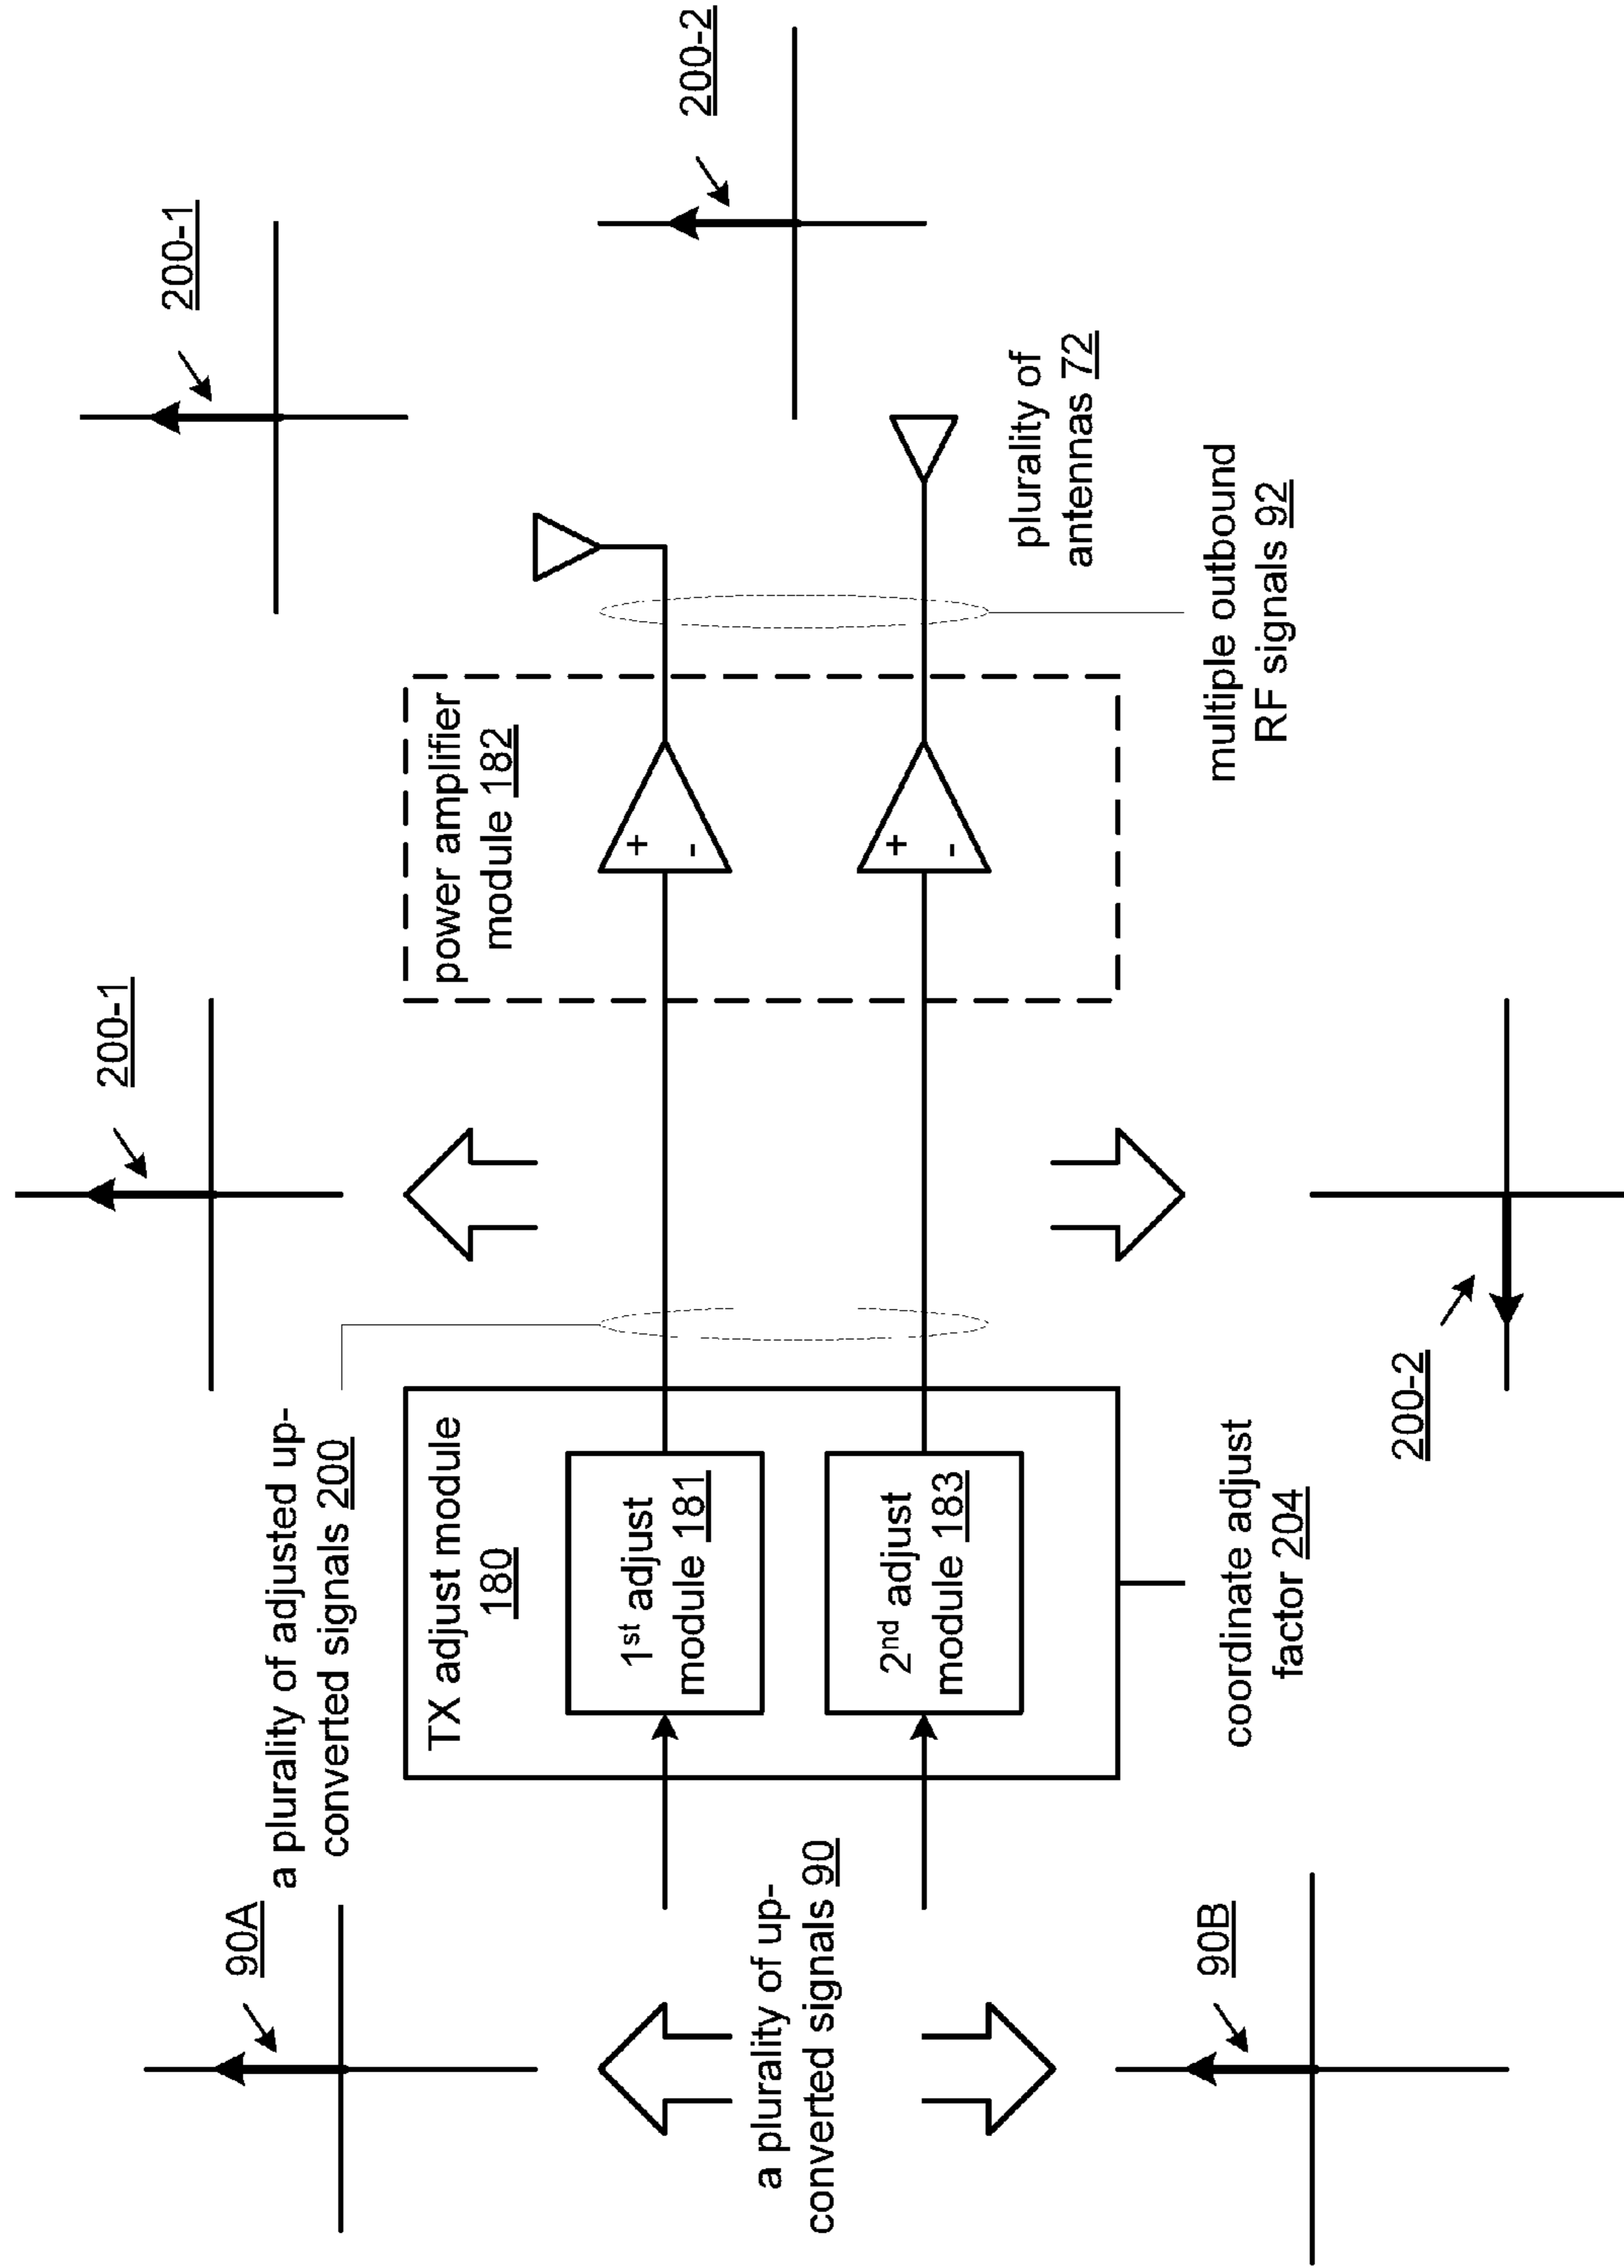 90A
a plurality of adjusted up-
converted signals 200
200-1
200-1
TX adjust module
180
1st adjust
module 181
2nd adjust
module 183
power amplifier
module 182
+
-
+
-
200-2
a plurality of up-
converted signals 90
plurality of
antennas 72
multiple outbound
RF signals 92
90B
coordinate adjust
factor 204
200-2